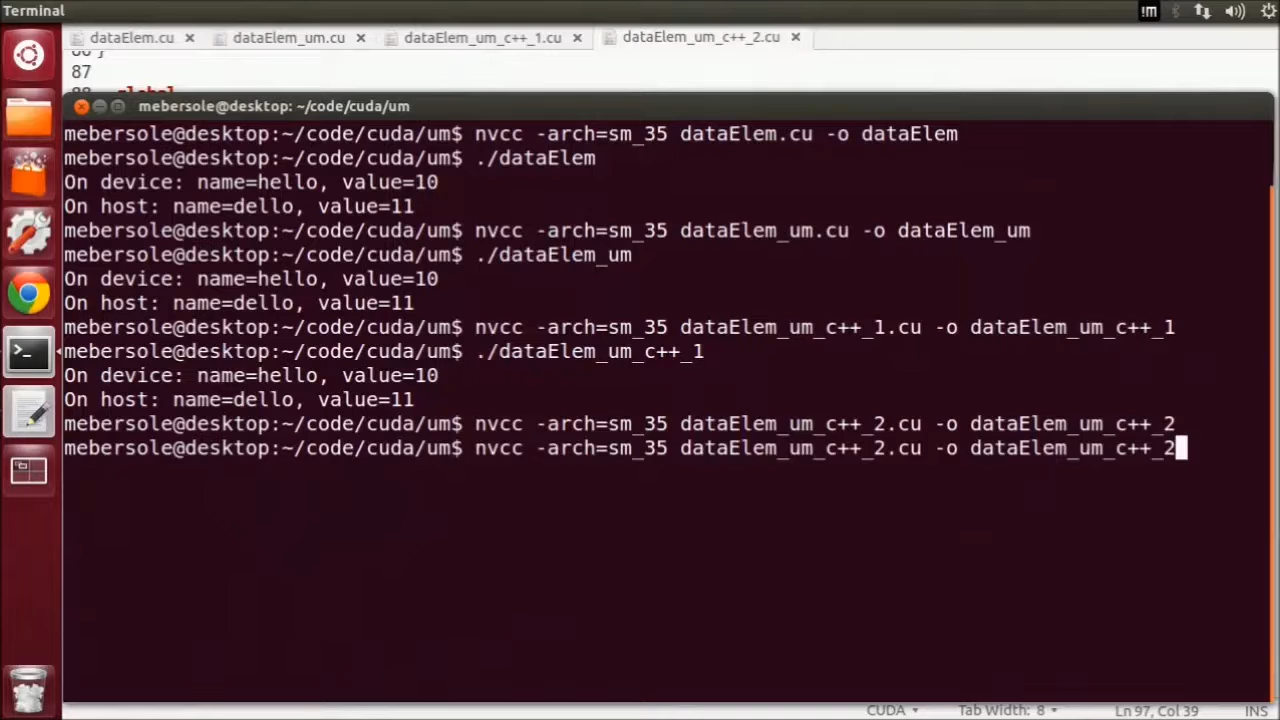 Terminal
dataElem.cu
dataElem_um.cu
dataElem_um_c++_1.cu
dataElem_um_c++_2.cu
87
mebersole@desktop: ~/code/cuda/um
mebersole@desktop:~/code/cuda/um$ nvcc -arch=sm_35 dataElem.cu -o dataElem
mebersole@desktop:~/code/cuda/um$ ./dataElem
On device: name=hello, value=10
On host: name=dello, value=11
mebersole@desktop:~/code/cuda/um$ nvcc -arch=sm_35 dataElem_um.cu -o dataElem_um
mebersole@desktop:~/code/cuda/um$ ./dataElem_um
On device: name=hello, value=10
On host: name=dello, value=11
mebersole@desktop:~/code/cuda/um$ nvcc -arch=sm_35 dataElem_um_c++_1.cu -o dataElem_um_c++_1
mebersole@desktop:~/code/cuda/um$ ./dataElem_um_c++_1
On device: name=hello, value=10
On host: name=dello, value=11
mebersole@desktop:~/code/cuda/um$ nvcc -arch=sm_35 dataElem_um_c++_2.cu -o dataElem_um_c++_2
mebersole@desktop:~/code/cuda/um$ nvcc -arch=sm_35 dataElem_um_c++_2.cu -o dataElem_um_c++_2
CUDA
Tab Width: 8
Ln 97, Col 39
INS